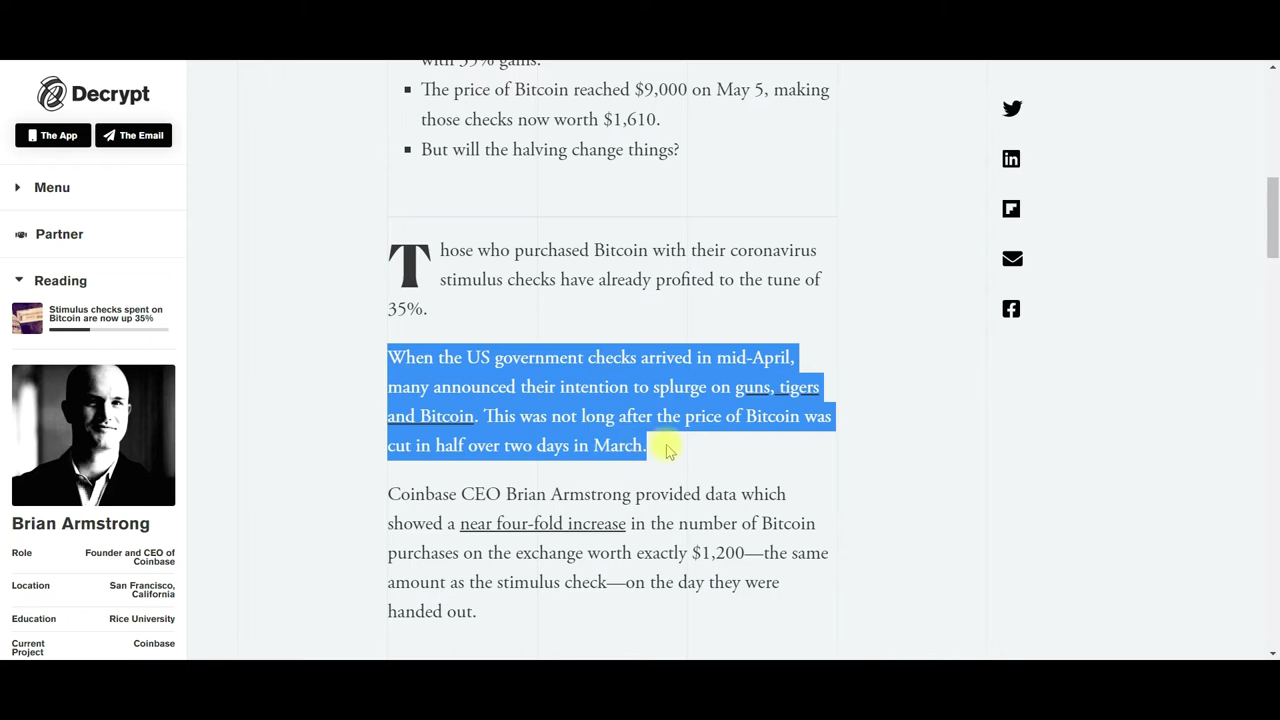 Decrypt
The App
The Email
Menu
Partner
Reading
Stimulus checks spent on
Bitcoin are now up 35%
Brian Armstrong
Role
Founder and CEO of
Coinbase
Location
San Francisco,
California
Education
Rice University
Current
Project
Coinbase
with 35% gains.
The price of Bitcoin reached $9,000 on May 5, making
those checks now worth $1,610.
But will the halving change things?
Those who purchased Bitcoin with their coronavirus
stimulus checks have already profited to the tune of
35%.
When the US government checks arrived in mid-April,
many announced their intention to splurge on guns, tigers
and Bitcoin. This was not long after the price of Bitcoin was
cut in half over two days in March.
Coinbase CEO Brian Armstrong provided data which
showed a near four-fold increase in the number of Bitcoin
purchases on the exchange worth exactly $1,200—the same
amount as the stimulus check—on the day they were
handed out.